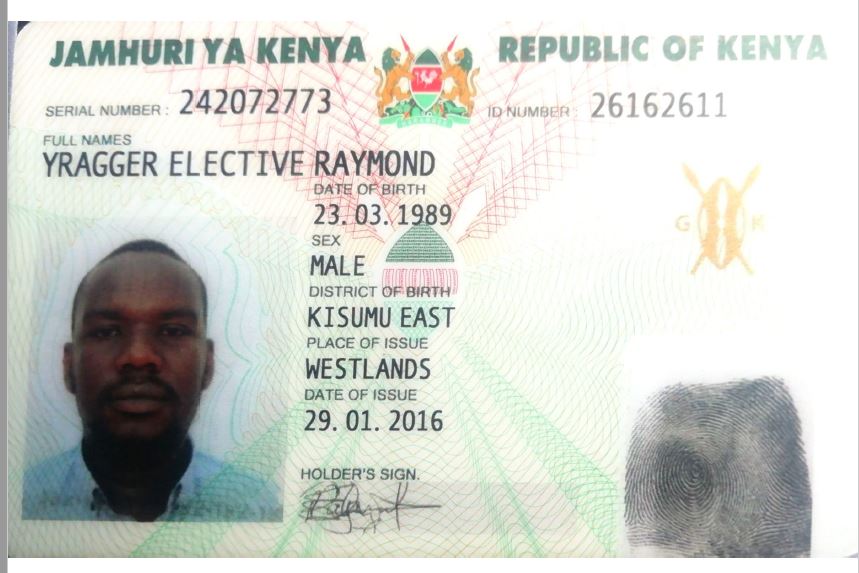 JAMHURI YA KENYA REPUBLIC OF KENYA
SERIAL NUMBER: 242072773 ID NUMBER: 26162611
FULL NAMES
YRAGGER ELECTIVE RAYMOND
DATE OF BIRTH
23. 03. 1989
SEX
MALE
DISTRICT OF BIRTH
KISUMU EAST
PLACE OF ISSUE
WESTLANDS
DATE OF ISSUE
29. 01. 2016
HOLDER'S SIGN.
G K